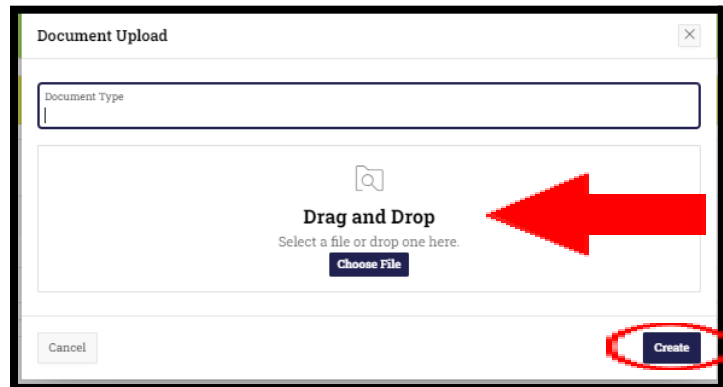 Document Upload
Document Type
Drag and Drop
Select a file or drop one here.
Choose File
Cancel
Create